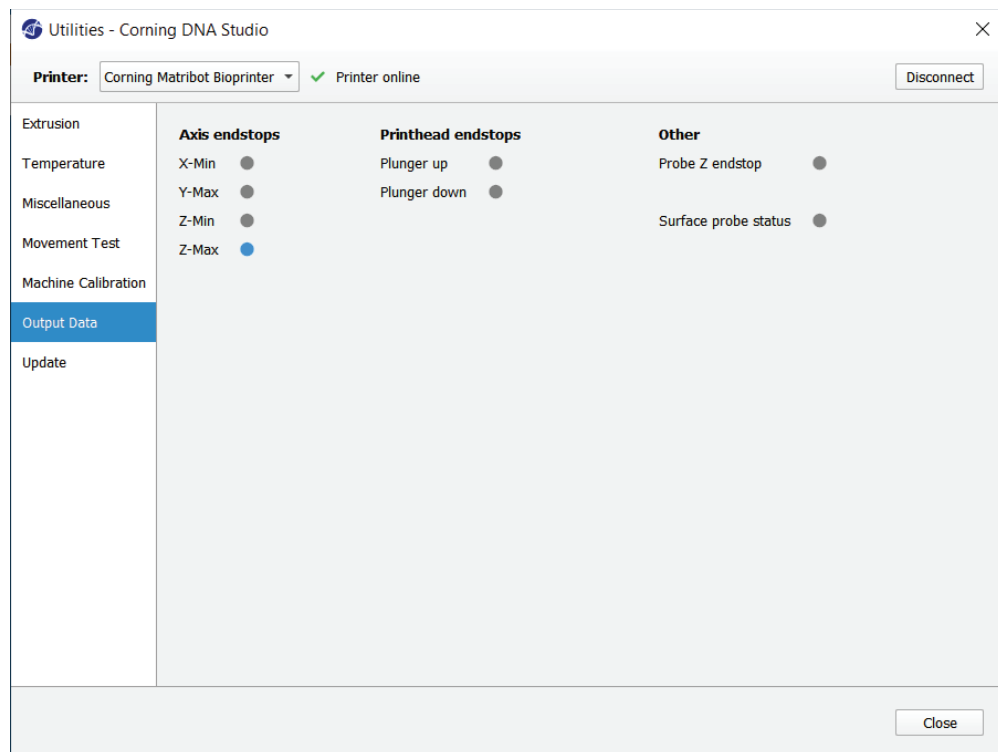 Utilities - Corning DNA Studio
Printer: Corning Matribot Bioprinter Printer online Disconnect
Extrusion
Temperature
Miscellaneous
Movement Test
Machine Calibration
Output Data
Update
Axis endstops
X-Min
Y-Max
Z-Min
Z-Max
Printhead endstops
Plunger up
Plunger down
Other
Probe Z endstop
Surface probe status
Close